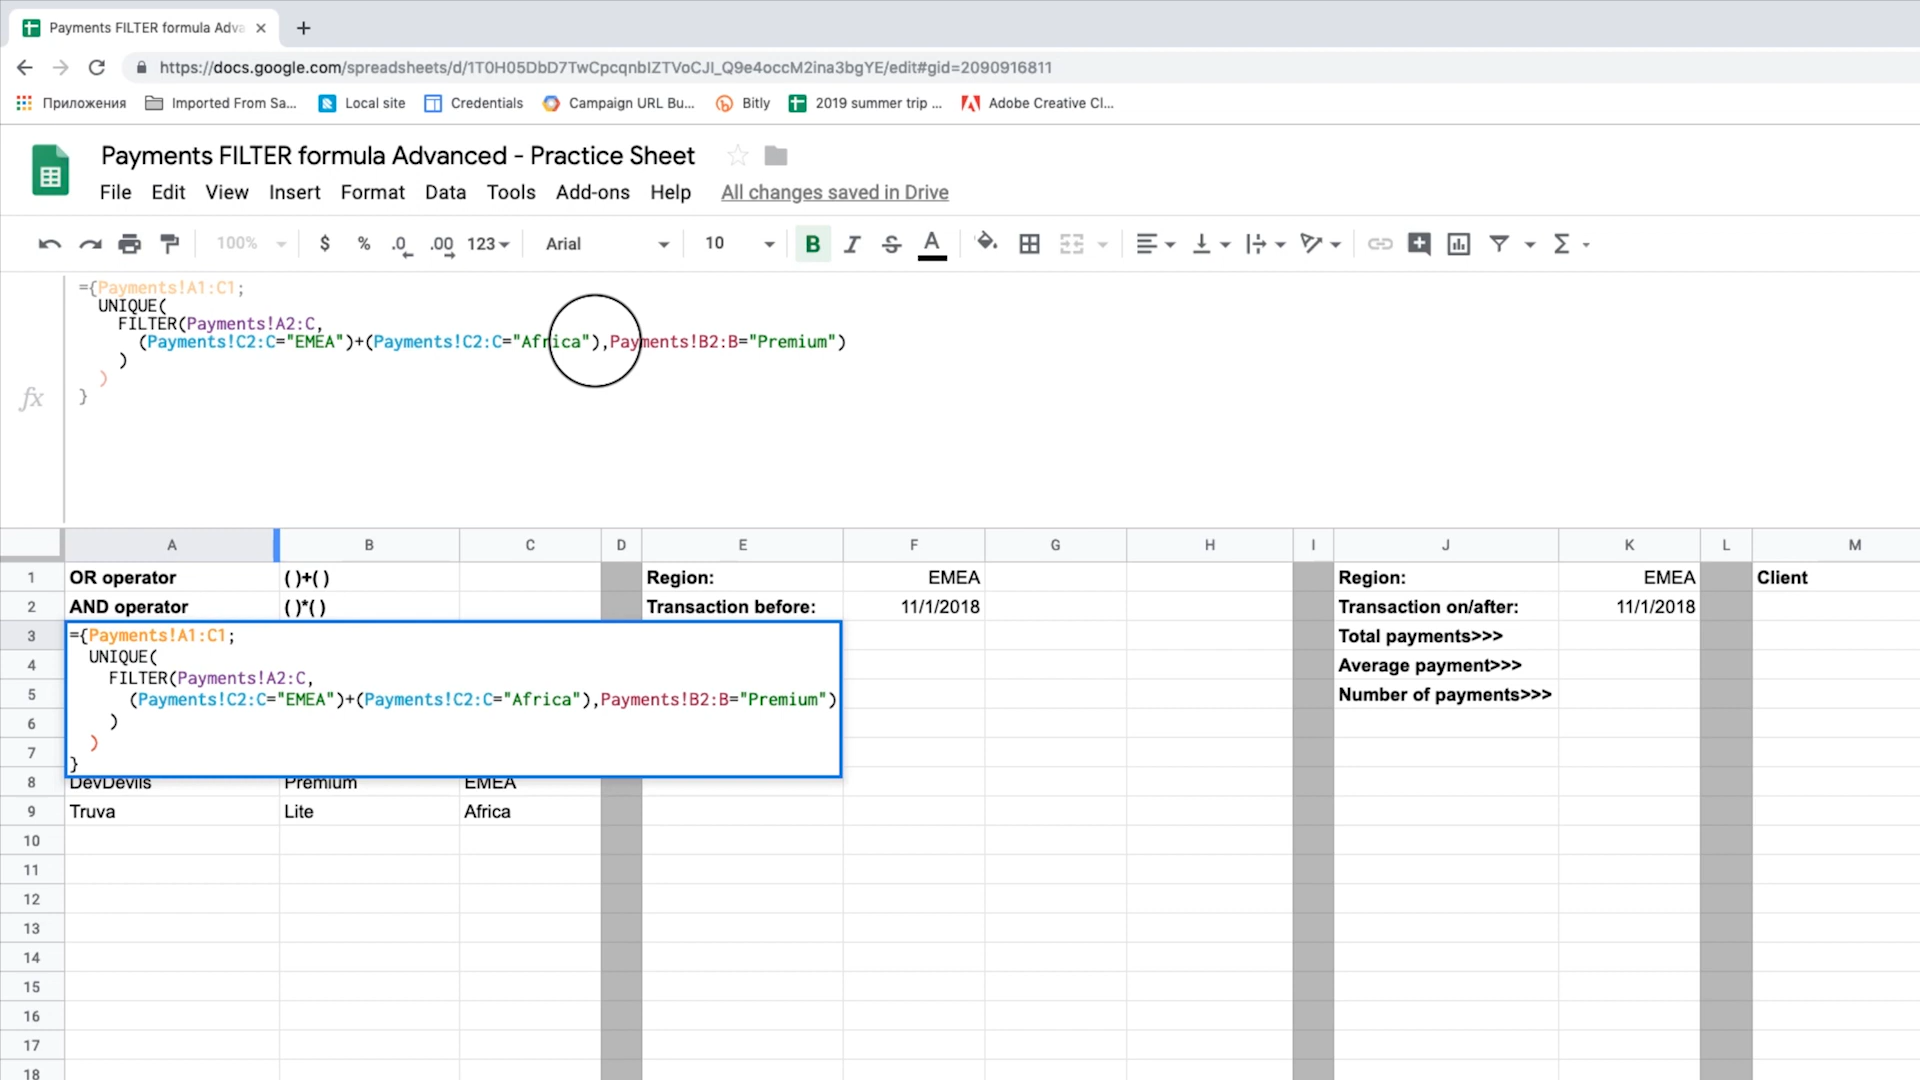 Payments FILTER formula Adva
https://docs.google.com/spreadsheets/d/1T0H05DbD7TwCpcqnbIZTVoCJI_Q9e4occM2ina3bgYE/edit#gid=2090916811
Приложения Imported From Sa... Local site Credentials Campaign URL Bu... Bitly 2019 summer trip ... Adobe Creative Cl...
Payments FILTER formula Advanced - Practice Sheet
File Edit View Insert Format Data Tools Add-ons Help All changes saved in Drive
100% $ % .0 .00 123 Arial 10 B I S A Σ
={Payments!A1:C1;
UNIQUE(
FILTER(Payments!A2:C,
(Payments!C2:C="EMEA")+(Payments!C2:C="Africa"),Payments!B2:B="Premium")
)
)
}
fx
A B C D E F G H I J K L M
1 OR operator ( )+( ) Region: EMEA Region: EMEA Client
2 AND operator ( )*( ) Transaction before: 11/1/2018 Transaction on/after: 11/1/2018
3 ={Payments!A1:C1; Total payments>>>
UNIQUE(
4 FILTER(Payments!A2:C, Average payment>>>
5 (Payments!C2:C="EMEA")+(Payments!C2:C="Africa"),Payments!B2:B="Premium") Number of payments>>>
6 )
7 )
}
8 DevDevils Premium EMEA
9 Truva Lite Africa
10
11
12
13
14
15
16
17
18